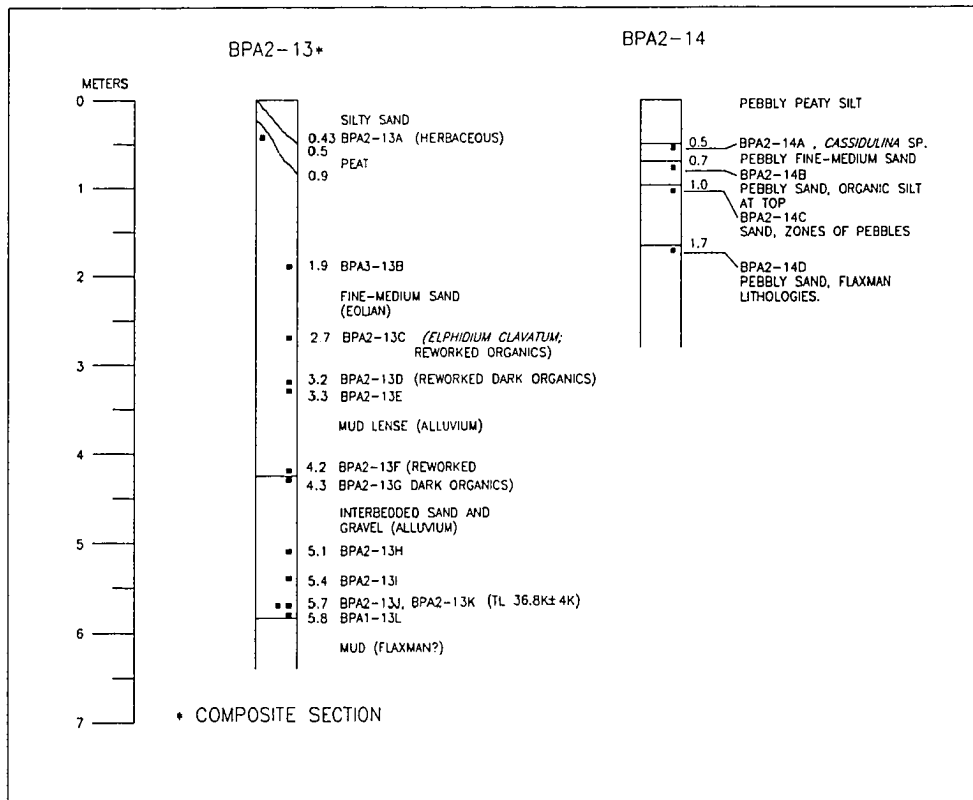 BPA2-13*
BPA2-14
METERS
0
1
2
3
4
5
6
7
SILTY SAND
0.43 BPA2-13A (HERBACEOUS)
0.5
PEAT
0.9
1.9 BPA3-13B
FINE-MEDIUM SAND
(EOLIAN)
2.7 BPA2-13C (ELPHIDIUM CLAVATUM;
REWORKED ORGANICS)
3.2 BPA2-13D (REWORKED DARK ORGANICS)
3.3 BPA2-13E
MUD LENSE (ALLUVIUM)
4.2 BPA2-13F (REWORKED
4.3 BPA2-13G DARK ORGANICS)
INTERBEDDED SAND AND
GRAVEL (ALLUVIUM)
5.1 BPA2-13H
5.4 BPA2-13I
5.7 BPA2-13J, BPA2-13K (TL 36.8K±4K)
5.8 BPA1-13L
MUD (FLAXMAN?)
* COMPOSITE SECTION
PEBBLY PEATY SILT
0.5 BPA2-14A , CASSIDULINA SP.
0.7 PEBBLY FINE-MEDIUM SAND
BPA2-14B
1.0 PEBBLY SAND, ORGANIC SILT
AT TOP
BPA2-14C
SAND, ZONES OF PEBBLES
1.7
BPA2-14D
PEBBLY SAND, FLAXMAN
LITHOLOGIES.